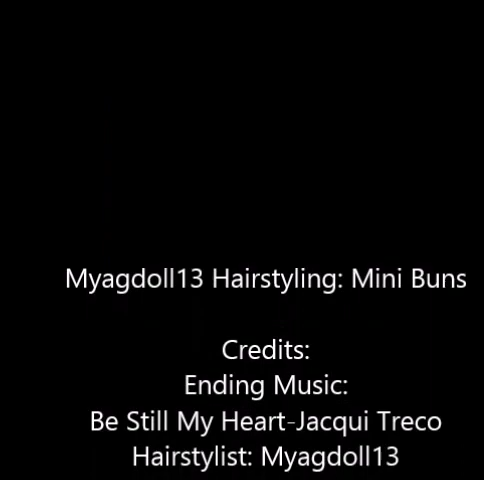 Myagdoll13 Hairstyling: Mini Buns
Credits:
Ending Music:
Be Still My Heart-Jacqui Treco
Hairstylist: Myagdoll13